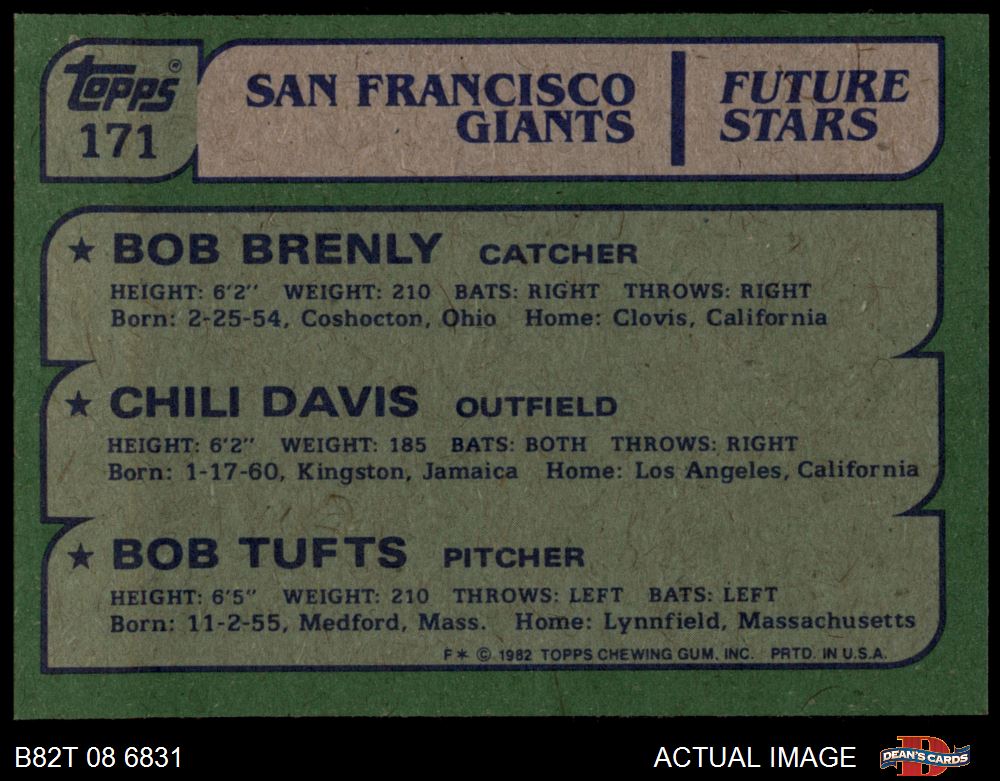 topps®
171
SAN FRANCISCO
GIANTS
FUTURE
STARS
★ BOB BRENLY CATCHER
HEIGHT: 6'2" WEIGHT: 210 BATS: RIGHT THROWS: RIGHT
Born: 2-25-54, Coshocton, Ohio Home: Clovis, California
★ CHILI DAVIS OUTFIELD
HEIGHT: 6'2" WEIGHT: 185 BATS: BOTH THROWS: RIGHT
Born: 1-17-60, Kingston, Jamaica Home: Los Angeles, California
★ BOB TUFTS PITCHER
HEIGHT: 6'5" WEIGHT: 210 THROWS: LEFT BATS: LEFT
Born: 11-2-55, Medford, Mass. Home: Lynnfield, Massachusetts
F* © 1982 TOPPS CHEWING GUM, INC. PRTD. IN U.S.A.
B82T 08 6831
ACTUAL IMAGE
D
DEAN'S CARDS